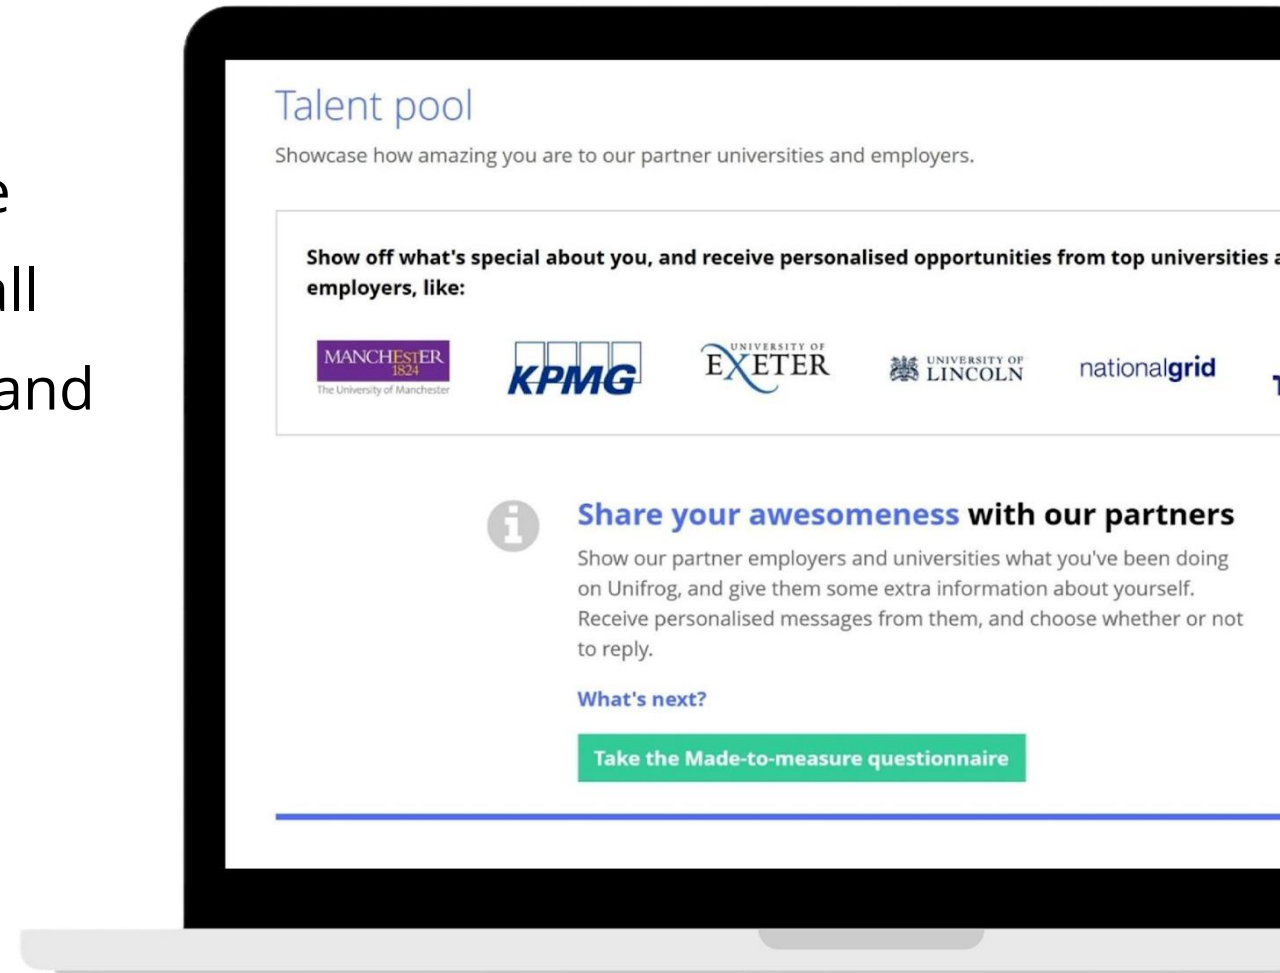 e
all
and
Talent pool
Showcase how amazing you are to our partner universities and employers.
Show off what's special about you, and receive personalised opportunities from top universities a
employers, like:
MANCHESTER
1824
The University of Manchester
KPMG
UNIVERSITY OF
EXETER
UNIVERSITY OF
LINCOLN
nationalgrid
Share your awesomeness with our partners
Show our partner employers and universities what you've been doing
on Unifrog, and give them some extra information about yourself.
Receive personalised messages from them, and choose whether or not
to reply.
What's next?
Take the Made-to-measure questionnaire